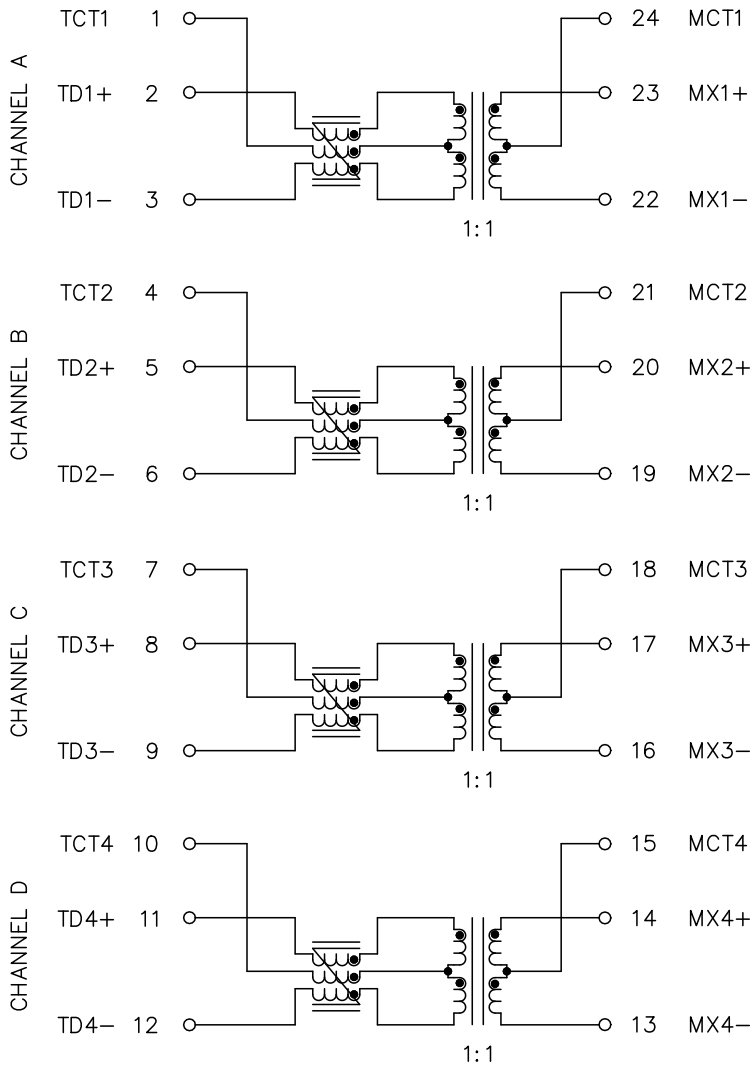 CHANNEL A
TCT1 1 24 MCT1
TD1+ 2 23 MX1+
TD1− 3 22 MX1−
1:1
CHANNEL B
TCT2 4 21 MCT2
TD2+ 5 20 MX2+
TD2− 6 19 MX2−
1:1
CHANNEL C
TCT3 7 18 MCT3
TD3+ 8 17 MX3+
TD3− 9 16 MX3−
1:1
CHANNEL D
TCT4 10 15 MCT4
TD4+ 11 14 MX4+
TD4− 12 13 MX4−
1:1